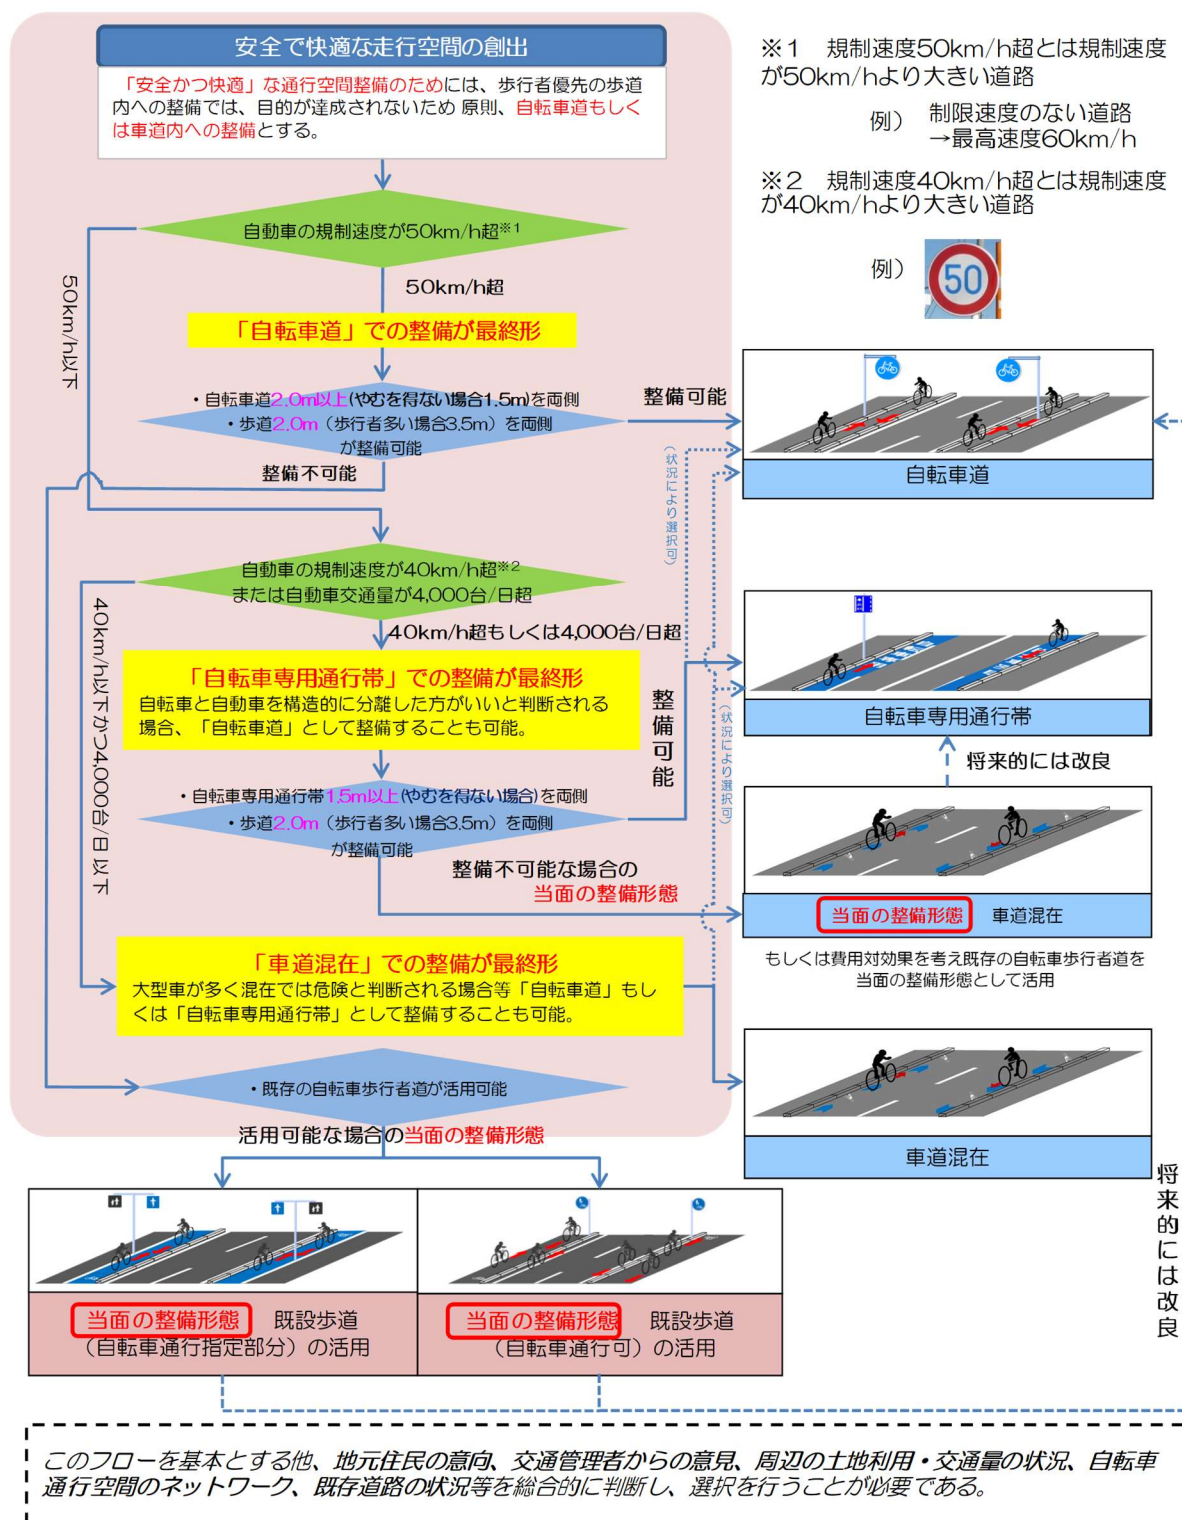 安全で快適な走行空間の創出
「安全かつ快適」な通行空間整備のためには、歩行者優先の歩道
内への整備では、目的が達成されないため 原則、自転車道もしく
は車道内への整備とする。
※1　規制速度50km/h超とは規制速度
が50km/hより大きい道路
例）　制限速度のない道路
→最高速度60km/h
※2　規制速度40km/h超とは規制速度
が40km/hより大きい道路
例）
50
自動車の規制速度が50km/h超※1
50km/h超
50km/h以下
「自転車道」での整備が最終形
・自転車道2.0m以上(やむを得ない場合1.5m)を両側
・歩道2.0m（歩行者多い場合3.5m）を両側
が整備可能
整備可能
整備不可能
自転車道
（状況により選択可）
自動車の規制速度が40km/h超※2
または自動車交通量が4,000台/日超
40km/h超もしくは4,000台/日超
40km/h以下かつ4,000台/日 以下
「自転車専用通行帯」での整備が最終形
自転車と自動車を構造的に分離した方がいいと判断される
場合、「自転車道」として整備することも可能。
整備可能
（状況により選択可）
自転車専用通行帯
将来的には改良
・自転車専用通行帯1.5m以上(やむを得ない場合)を両側
・歩道2.0m（歩行者多い場合3.5m）を両側
が整備可能
整備不可能な場合の
当面の整備形態
当面の整備形態　車道混在
もしくは費用対効果を考え既存の自転車歩行者道を
当面の整備形態として活用
「車道混在」での整備が最終形
大型車が多く混在では危険と判断される場合等「自転車道」もし
くは「自転車専用通行帯」として整備することも可能。
・既存の自転車歩行者道が活用可能
活用可能な場合の当面の整備形態
車道混在
将来的には改良
当面の整備形態　既設歩道
（自転車通行指定部分）の活用
当面の整備形態　既設歩道
（自転車通行可）の活用
このフローを基本とする他、地元住民の意向、交通管理者からの意見、周辺の土地利用・交通量の状況、自転車
通行空間のネットワーク、既存道路の状況等を総合的に判断し、選択を行うことが必要である。